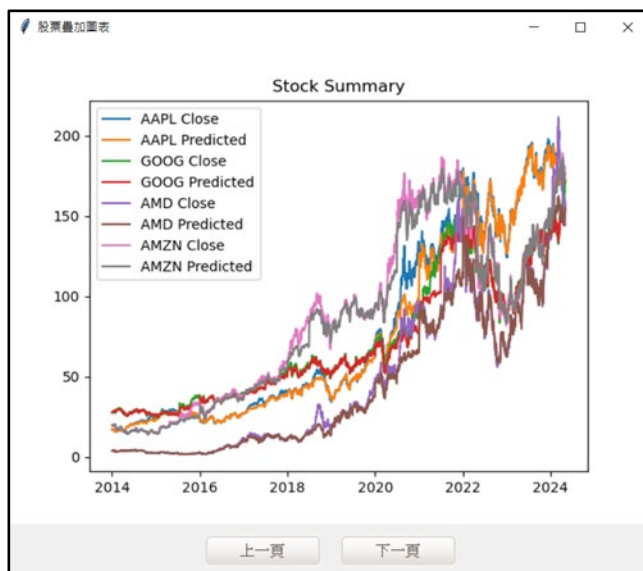 股票疊加圖表
Stock Summary
AAPL Close
AAPL Predicted
GOOG Close
GOOG Predicted
AMD Close
AMD Predicted
AMZN Close
AMZN Predicted
200
150
100
50
0
2014 2016 2018 2020 2022 2024
上一頁 下一頁